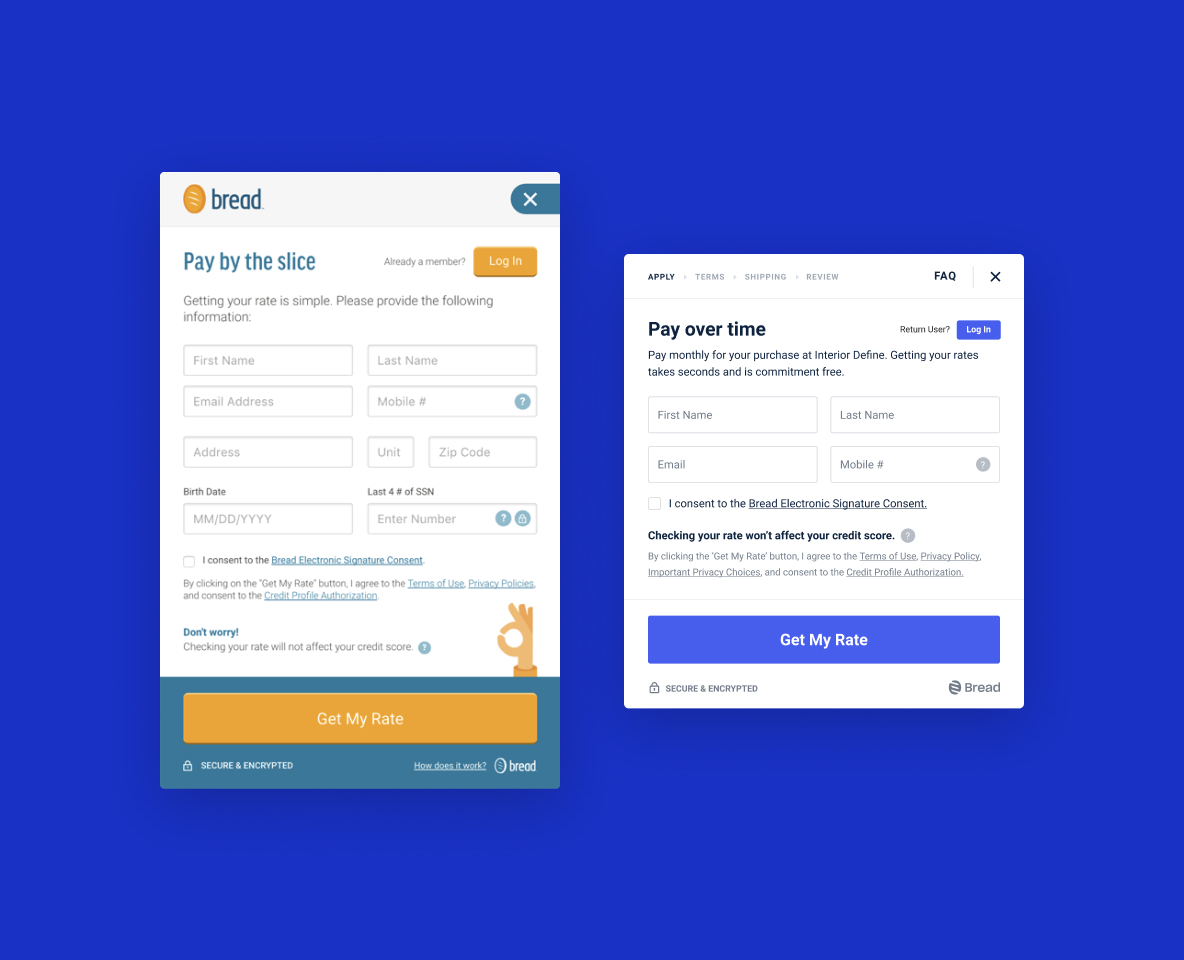 bread
Pay by the slice
Already a member?
Log In
Getting your rate is simple. Please provide the following
information:
First Name
Last Name
Email Address
Mobile #
?
Address
Unit
Zip Code
Birth Date
Last 4 # of SSN
MM/DD/YYYY
Enter Number
?
I consent to the Bread Electronic Signature Consent.
By clicking on the "Get My Rate" button, I agree to the Terms of Use, Privacy Policies,
and consent to the Credit Profile Authorization.
Don't worry!
Checking your rate will not affect your credit score. ?
Get My Rate
SECURE & ENCRYPTED
How does it work?
bread
APPLY
TERMS
SHIPPING
REVIEW
FAQ
Pay over time
Return User?
Log In
Pay monthly for your purchase at Interior Define. Getting your rates
takes seconds and is commitment free.
First Name
Last Name
Email
Mobile #
?
I consent to the Bread Electronic Signature Consent.
Checking your rate won't affect your credit score. ?
By clicking the 'Get My Rate' button, I agree to the Terms of Use, Privacy Policy,
Important Privacy Choices, and consent to the Credit Profile Authorization.
Get My Rate
SECURE & ENCRYPTED
Bread